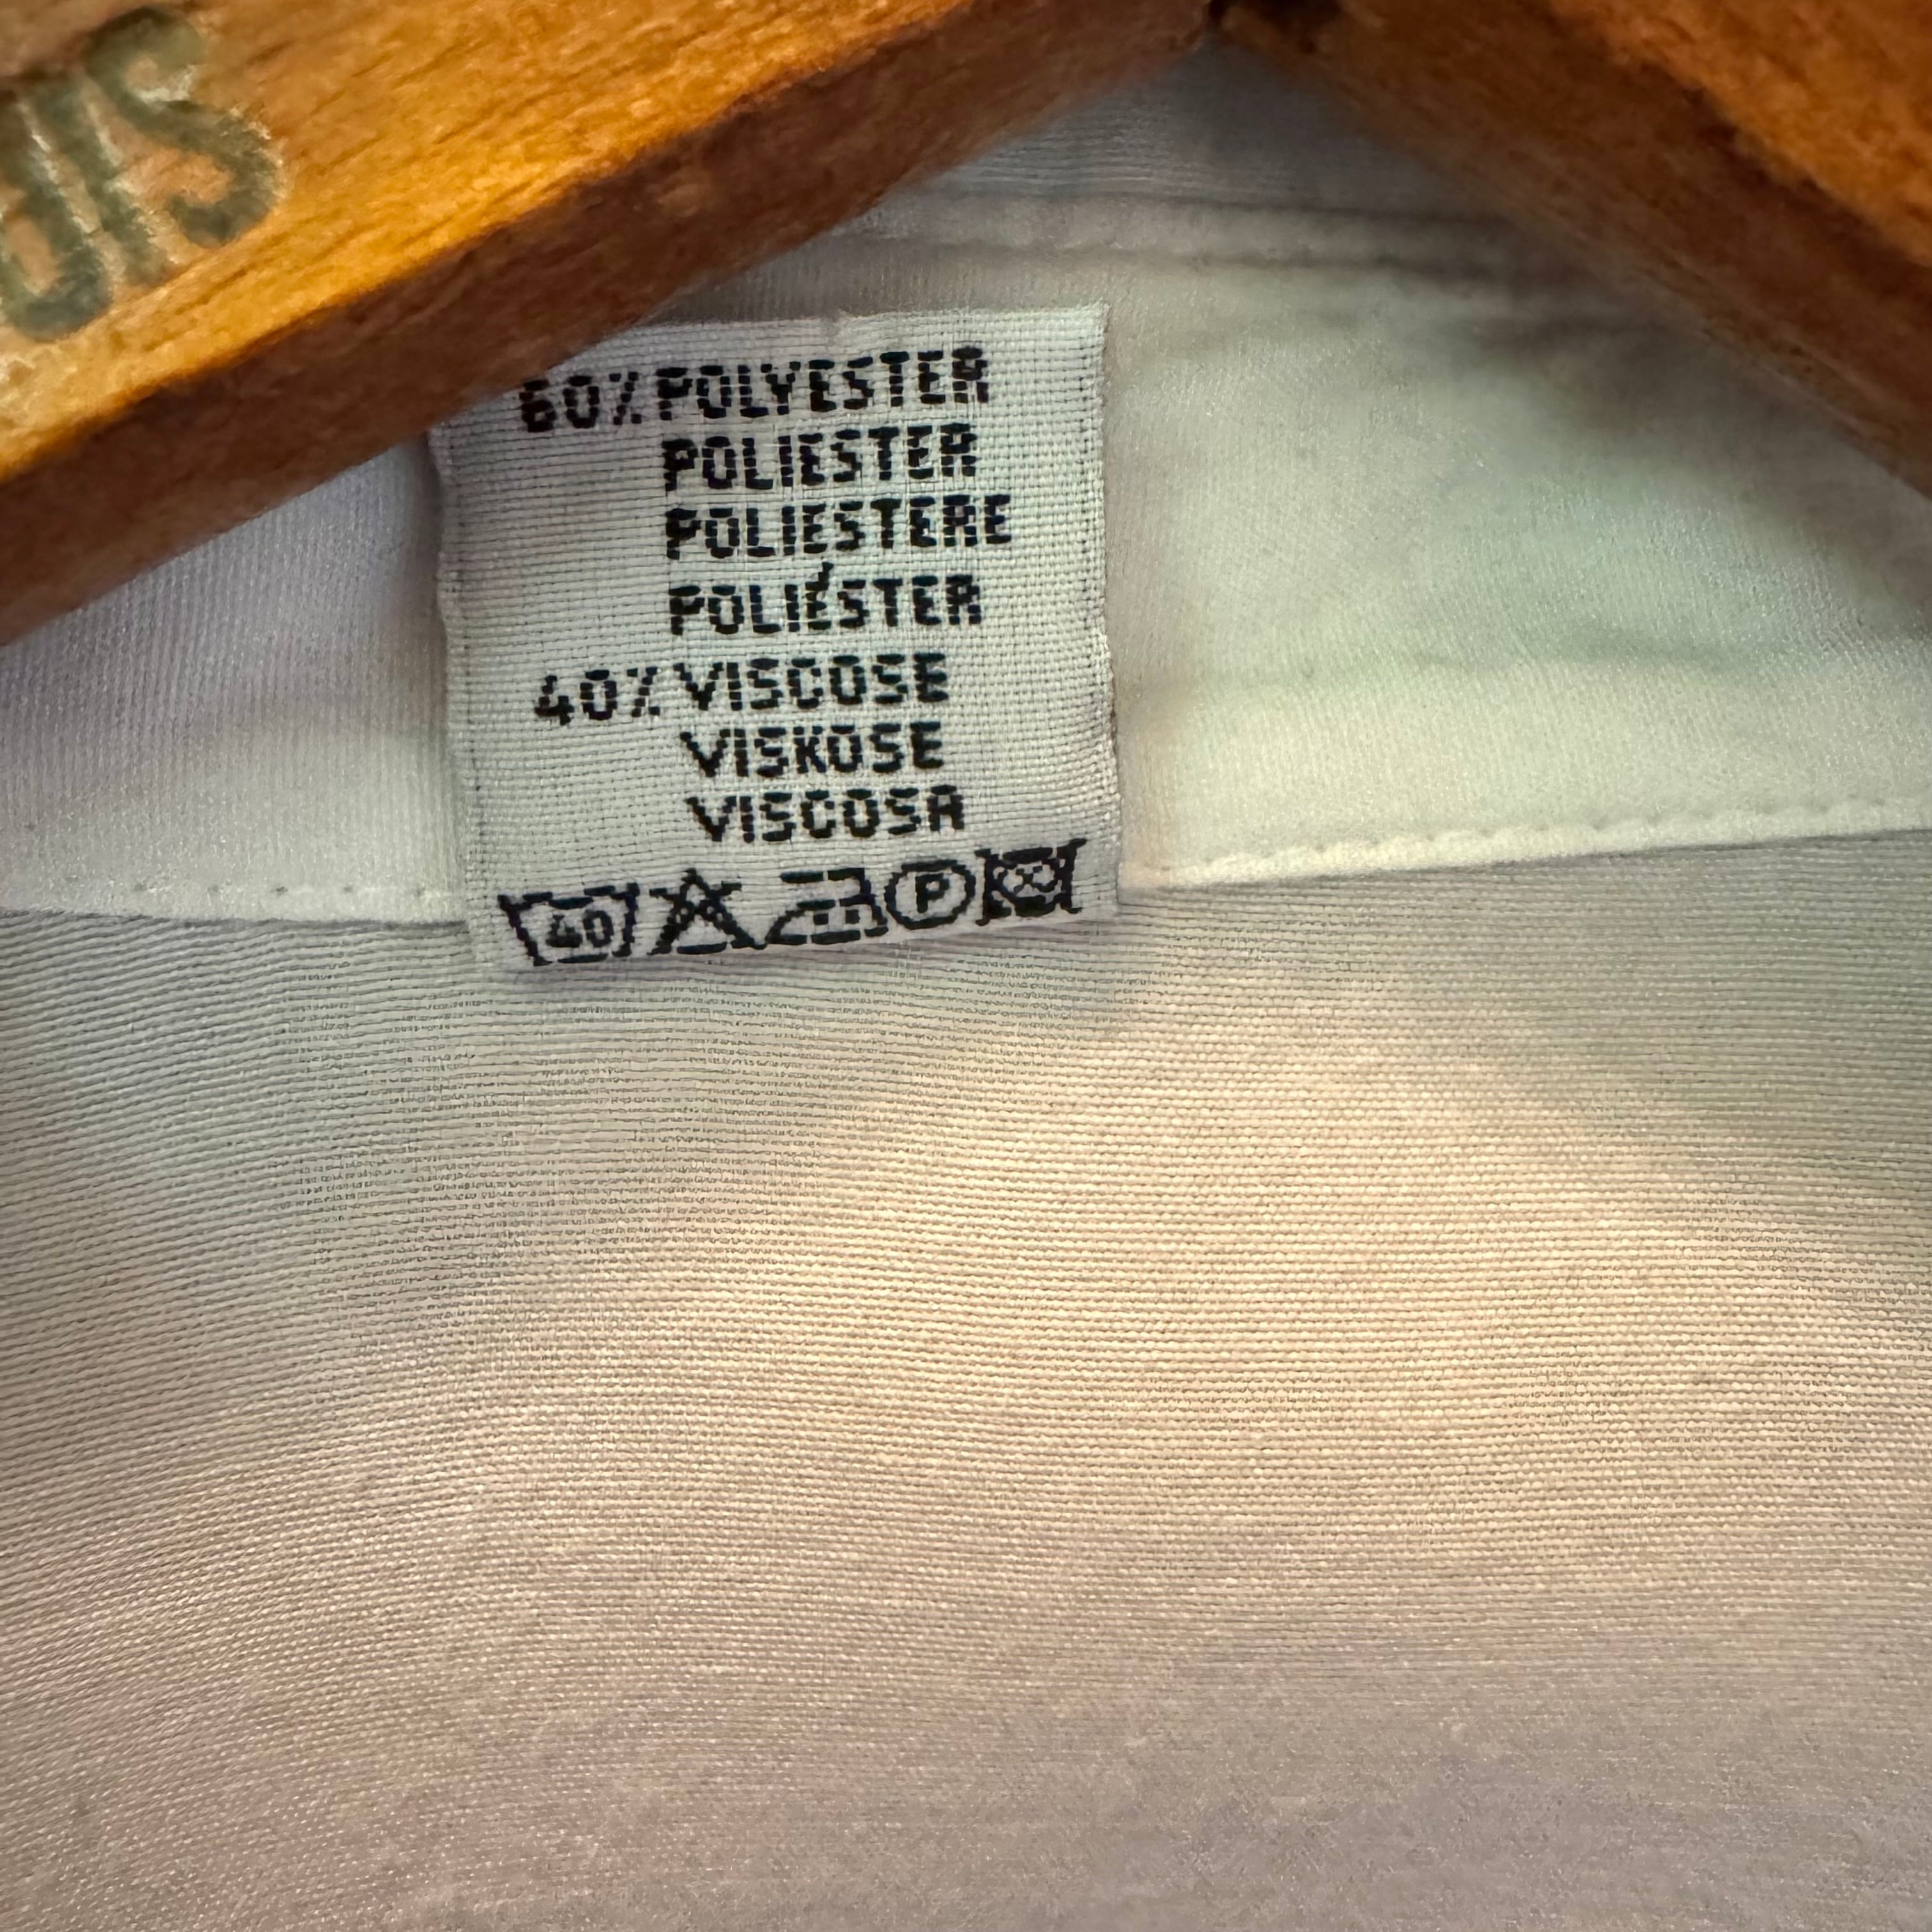 60% POLYESTER
POLIESTER
POLIESTERE
POLIÉSTER
40% VISCOSE
VISKOSE
VISCOSA
40 P